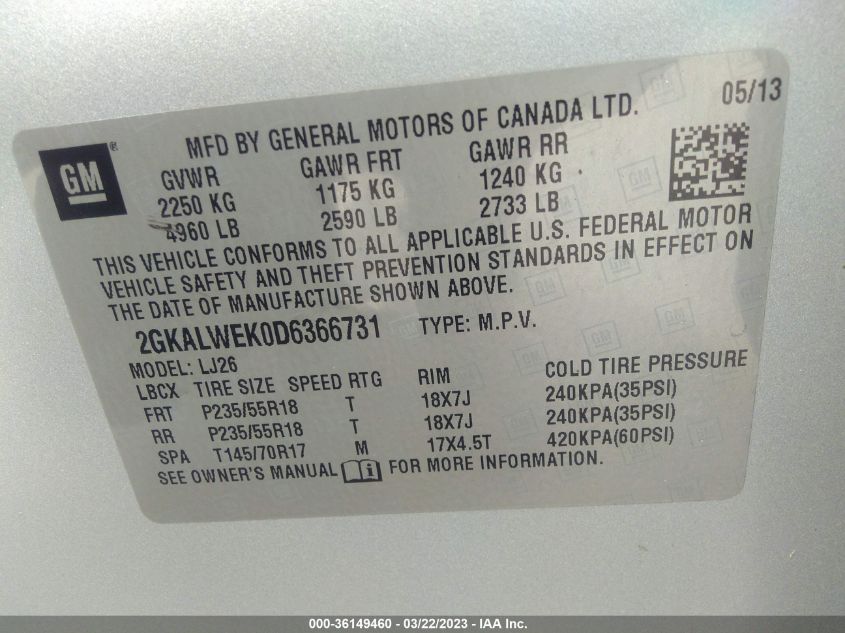 05/13
MFD BY GENERAL MOTORS OF CANADA LTD.
GM®
GVWR GAWR FRT GAWR RR
2250 KG 1175 KG 1240 KG
4960 LB 2590 LB 2733 LB
THIS VEHICLE CONFORMS TO ALL APPLICABLE U.S. FEDERAL MOTOR
VEHICLE SAFETY AND THEFT PREVENTION STANDARDS IN EFFECT ON
THE DATE OF MANUFACTURE SHOWN ABOVE.
2GKALWEK0D6366731 TYPE: M.P.V.
MODEL: LJ26
LBCX TIRE SIZE SPEED RTG RIM COLD TIRE PRESSURE
FRT P235/55R18 T 18X7J 240KPA(35PSI)
RR P235/55R18 T 18X7J 240KPA(35PSI)
SPA T145/70R17 M 17X4.5T 420KPA(60PSI)
SEE OWNER'S MANUAL FOR MORE INFORMATION.
000-36149460 - 03/22/2023 - IAA Inc.